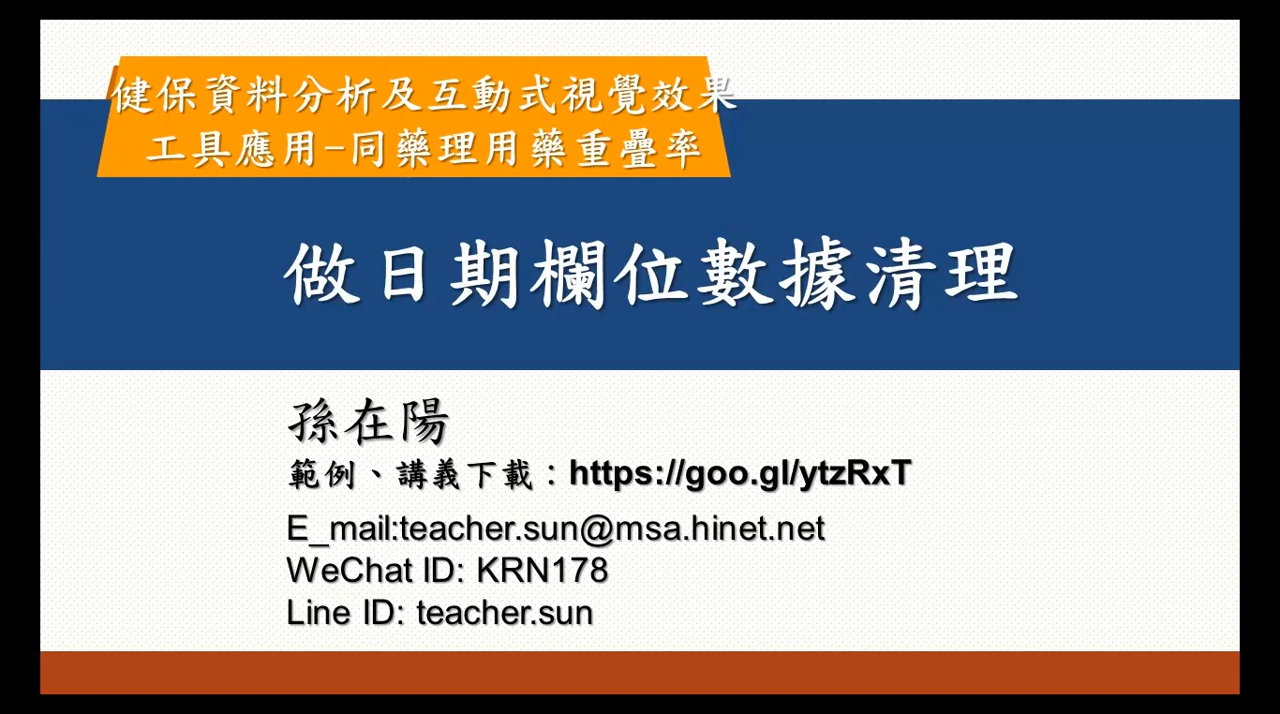 健保資料分析及互動式視覺效果
工具應用-同藥理用藥重疊率
做日期欄位數據清理
孫在陽
範例、講義下載：https://goo.gl/ytzRxT
E_mail:teacher.sun@msa.hinet.net
WeChat ID: KRN178
Line ID: teacher.sun